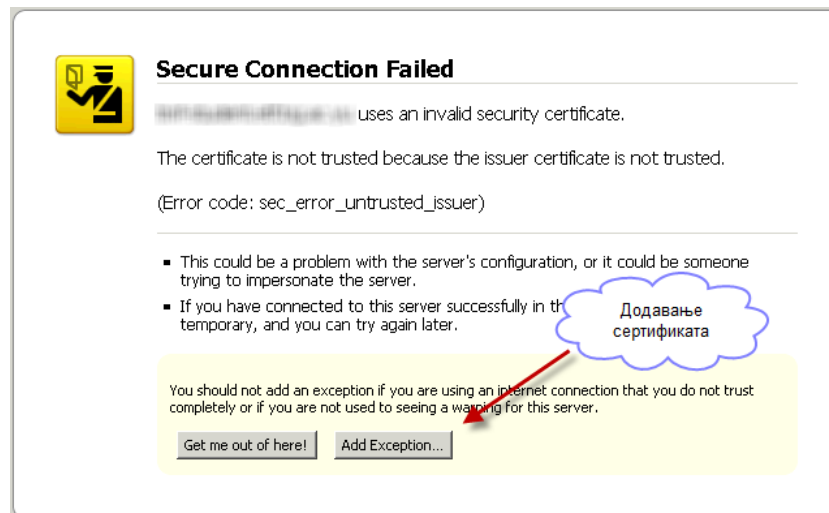 Secure Connection Failed
uses an invalid security certificate.
The certificate is not trusted because the issuer certificate is not trusted.
(Error code: sec_error_untrusted_issuer)
This could be a problem with the server's configuration, or it could be someone
trying to impersonate the server.
If you have connected to this server successfully in th
temporary, and you can try again later.
Додавање
сертификата
You should not add an exception if you are using an internet connection that you do not trust
completely or if you are not used to seeing a warning for this server.
Get me out of here!
Add Exception...